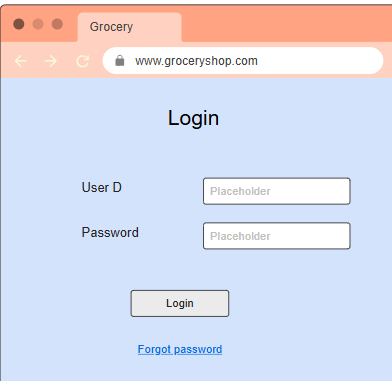 Grocery
www.groceryshop.com
Login
User D
Placeholder
Password
Placeholder
Login
Forgot password